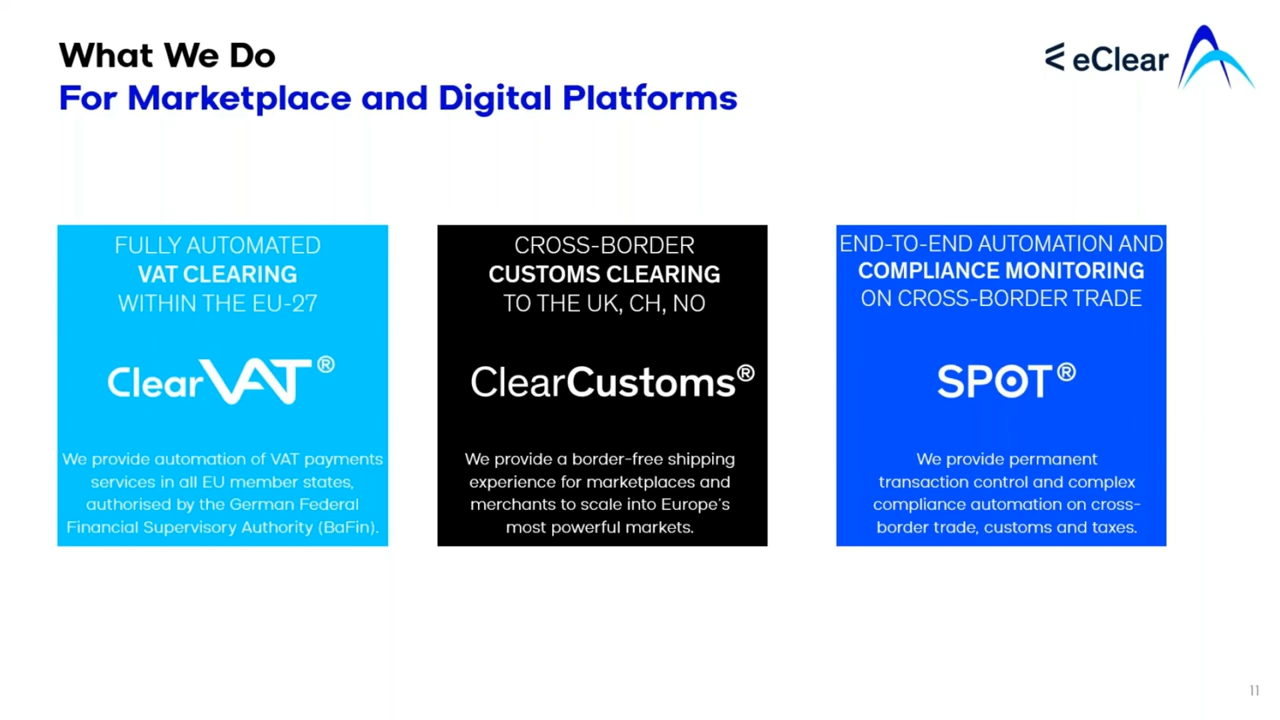 What We Do
For Marketplace and Digital Platforms
eClear
FULLY AUTOMATED
VAT CLEARING
WITHIN THE EU-27
ClearVAT®
We provide automation of VAT payments
services in all EU member states,
authorised by the German Federal
Financial Supervisory Authority (BaFin).
CROSS-BORDER
CUSTOMS CLEARING
TO THE UK, CH, NO
ClearCustoms®
We provide a border-free shipping
experience for marketplaces and
merchants to scale into Europe's
most powerful markets.
END-TO-END AUTOMATION AND
COMPLIANCE MONITORING
ON CROSS-BORDER TRADE
SPOT®
We provide permanent
transaction control and complex
compliance automation on cross-
border trade, customs and taxes.
11